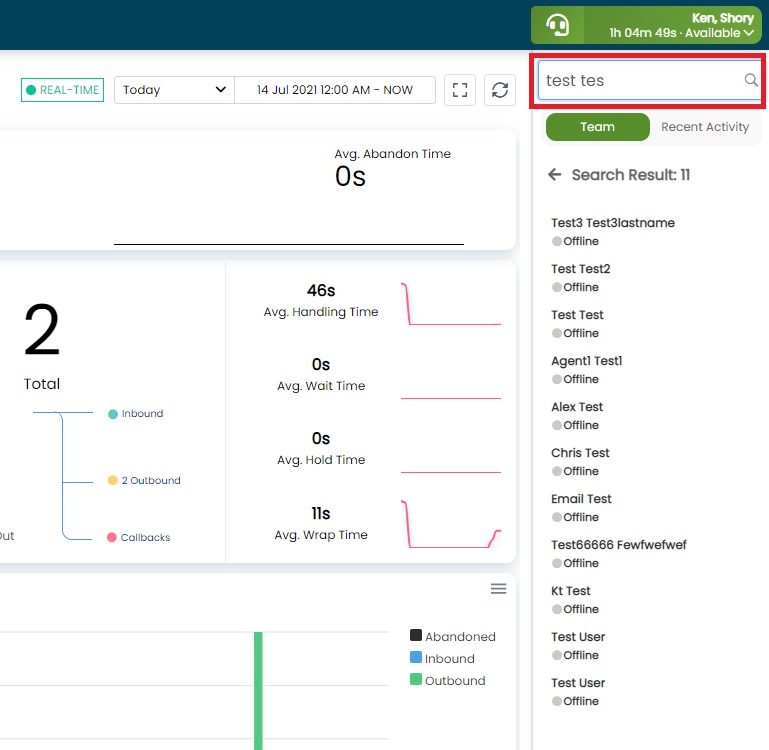 Ken, Shory
1h 04m 49s · Available
REAL-TIME
Today
14 Jul 2021 12:00 AM - NOW
test tes
Team
Recent Activity
Search Result: 11
Avg. Abandon Time
0s
2
Total
Inbound
2 Outbound
Callbacks
Out
46s
Avg. Handling Time
0s
Avg. Wait Time
0s
Avg. Hold Time
11s
Avg. Wrap Time
Abandoned
Inbound
Outbound
Test3 Test3lastname
Offline
Test Test2
Offline
Test Test
Offline
Agent1 Test1
Offline
Alex Test
Offline
Chris Test
Offline
Email Test
Offline
Test66666 Fewfwefwef
Offline
Kt Test
Offline
Test User
Offline
Test User
Offline